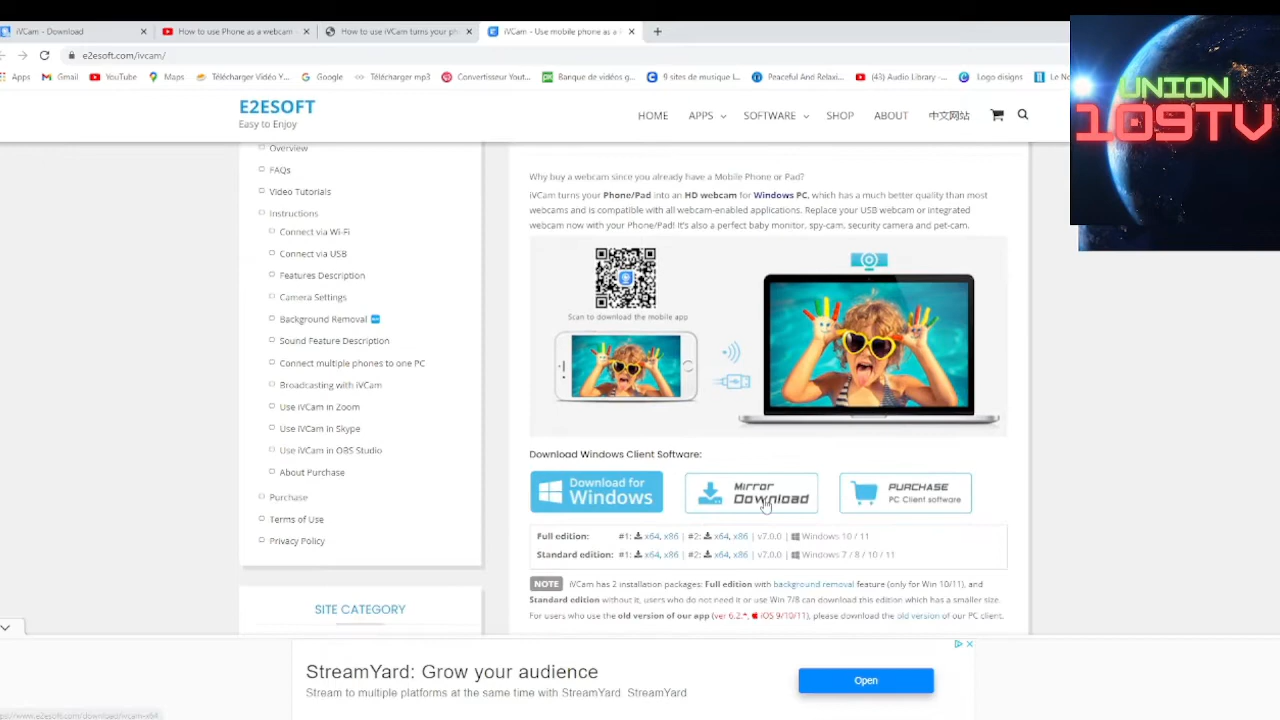 iVCam - Download
How to use Phone as a webcam -
How to use iVCam turns your ph
iVCam - Use mobile phone as a
e2esoft.com/ivcam/
Apps
Gmail
YouTube
Maps
Télécharger Vidéo Y...
Google
Télécharger mp3
Convertisseur Yout...
Banque de vidéos g...
9 sites de musique L...
Peaceful And Relaxi...
(43) Audio Library -...
Logo disigns
Le No
UNION
109TV
E2ESOFT
Easy to Enjoy
HOME
APPS
SOFTWARE
SHOP
ABOUT
中文网站
Overview
FAQs
Video Tutorials
Instructions
Connect via Wi-Fi
Connect via USB
Features Description
Camera Settings
Background Removal
Sound Feature Description
Connect multiple phones to one PC
Broadcasting with iVCam
Use iVCam in Zoom
Use iVCam in Skype
Use iVCam in OBS Studio
About Purchase
Purchase
Terms of Use
Privacy Policy
SITE CATEGORY
Why buy a webcam since you already have a Mobile Phone or Pad?
iVCam turns your Phone/Pad into an HD webcam for Windows PC, which has a much better quality than most
webcams and is compatible with all webcam-enabled applications. Replace your USB webcam or integrated
webcam now with your Phone/Pad! It's also a perfect baby monitor, spy-cam, security camera and pet-cam.
Scan to download the mobile app
Download Windows Client Software:
Download for
Windows
Mirror
Download
PURCHASE
PC Client software
Full edition: #1: x64, x86 | #2: x64, x86 | v7.0.0 | Windows 10 / 11
Standard edition: #1: x64, x86 | #2: x64, x86 | v7.0.0 | Windows 7 / 8 / 10 / 11
NOTE iVCam has 2 installation packages: Full edition with background removal feature (only for Win 10/11), and
Standard edition without it, users who do not need it or use Win 7/8 can download this edition which has a smaller size.
For users who use the old version of our app (ver 6.2.*, iOS 9/10/11), please download the old version of our PC client.
StreamYard: Grow your audience
Stream to multiple platforms at the same time with StreamYard. StreamYard
Open
ps://www.e2esoft.com/download/ivcam-x64